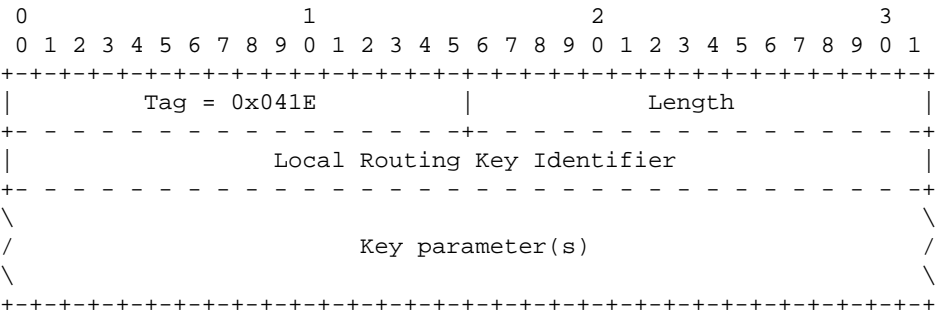 0                   1                   2                   3
 0 1 2 3 4 5 6 7 8 9 0 1 2 3 4 5 6 7 8 9 0 1 2 3 4 5 6 7 8 9 0 1
+-+-+-+-+-+-+-+-+-+-+-+-+-+-+-+-+-+-+-+-+-+-+-+-+-+-+-+-+-+-+-+-+
|         Tag = 0x041E          |            Length             |
+- - - - - - - - - - - - - - - -+- - - - - - - - - - - - - - - -+
|                  Local Routing Key Identifier                 |
+- - - - - - - - - - - - - - - - - - - - - - - - - - - - - - - -+
\                                                               \
/                        Key parameter(s)                       /
\                                                               \
+-+-+-+-+-+-+-+-+-+-+-+-+-+-+-+-+-+-+-+-+-+-+-+-+-+-+-+-+-+-+-+-+